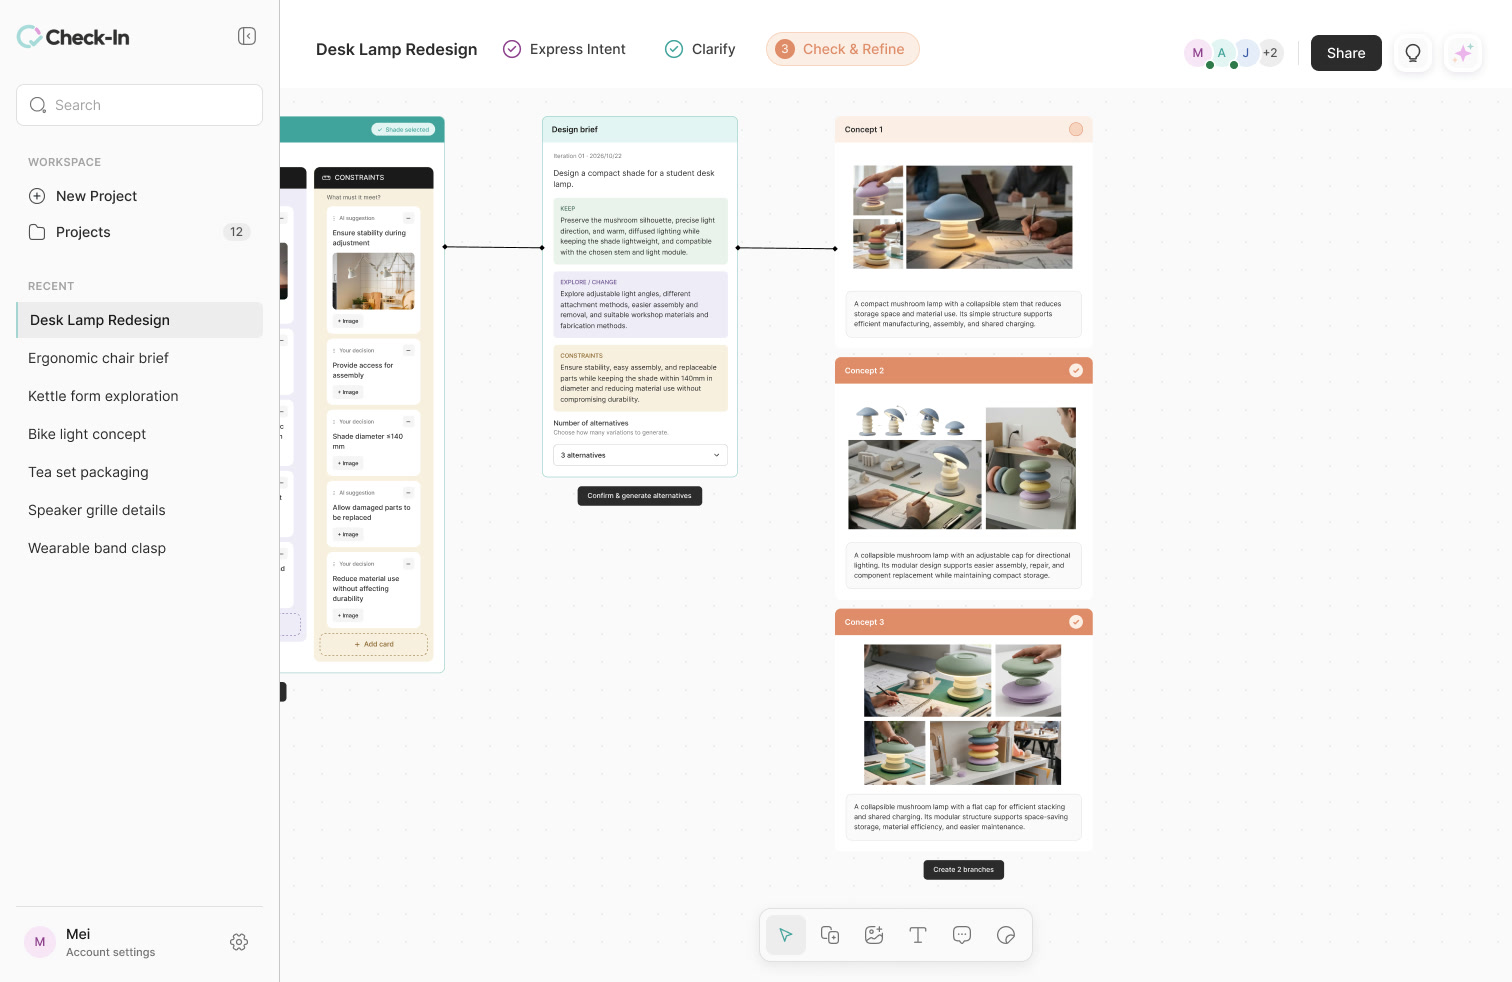 Check-In
Search
WORKSPACE
New Project
Projects
12
RECENT
Desk Lamp Redesign
Ergonomic chair brief
Kettle form exploration
Bike light concept
Tea set packaging
Speaker grille details
Wearable band clasp
M
Mei
Account settings
Desk Lamp Redesign
Express Intent
Clarify
3
Check & Refine
M
A
J
+2
Share
✓ Shade selected
CONSTRAINTS
What must it meet?
AI suggestion
Ensure stability during
adjustment
+ Image
Your decision
Provide access for
assembly
+ Image
Your decision
Shade diameter ≤140
mm
+ Image
AI suggestion
Allow damaged parts to
be replaced
+ Image
Your decision
Reduce material use
without affecting
durability
+ Image
+ Add card
Design brief
Iteration 01 · 2026/10/22
Design a compact shade for a student desk
lamp.
KEEP
Preserve the mushroom silhouette, precise light
direction, and warm, diffused lighting while
keeping the shade lightweight, and compatible
with the chosen stem and light module.
EXPLORE / CHANGE
Explore adjustable light angles, different
attachment methods, easier assembly and
removal, and suitable workshop materials and
fabrication methods.
CONSTRAINTS
Ensure stability, easy assembly, and replaceable
parts while keeping the shade within 140mm in
diameter and reducing material use without
compromising durability.
Number of alternatives
Choose how many variations to generate.
3 alternatives
Confirm & generate alternatives
Concept 1
A compact mushroom lamp with a collapsible stem that reduces
storage space and material use. Its simple structure supports
efficient manufacturing, assembly, and shared charging.
Concept 2
A collapsible mushroom lamp with an adjustable cap for directional
lighting. Its modular design supports easier assembly, repair, and
component replacement while maintaining compact storage.
Concept 3
A collapsible mushroom lamp with a flat cap for efficient stacking
and shared charging. Its modular structure supports space-saving
storage, material efficiency, and easier maintenance.
Create 2 branches